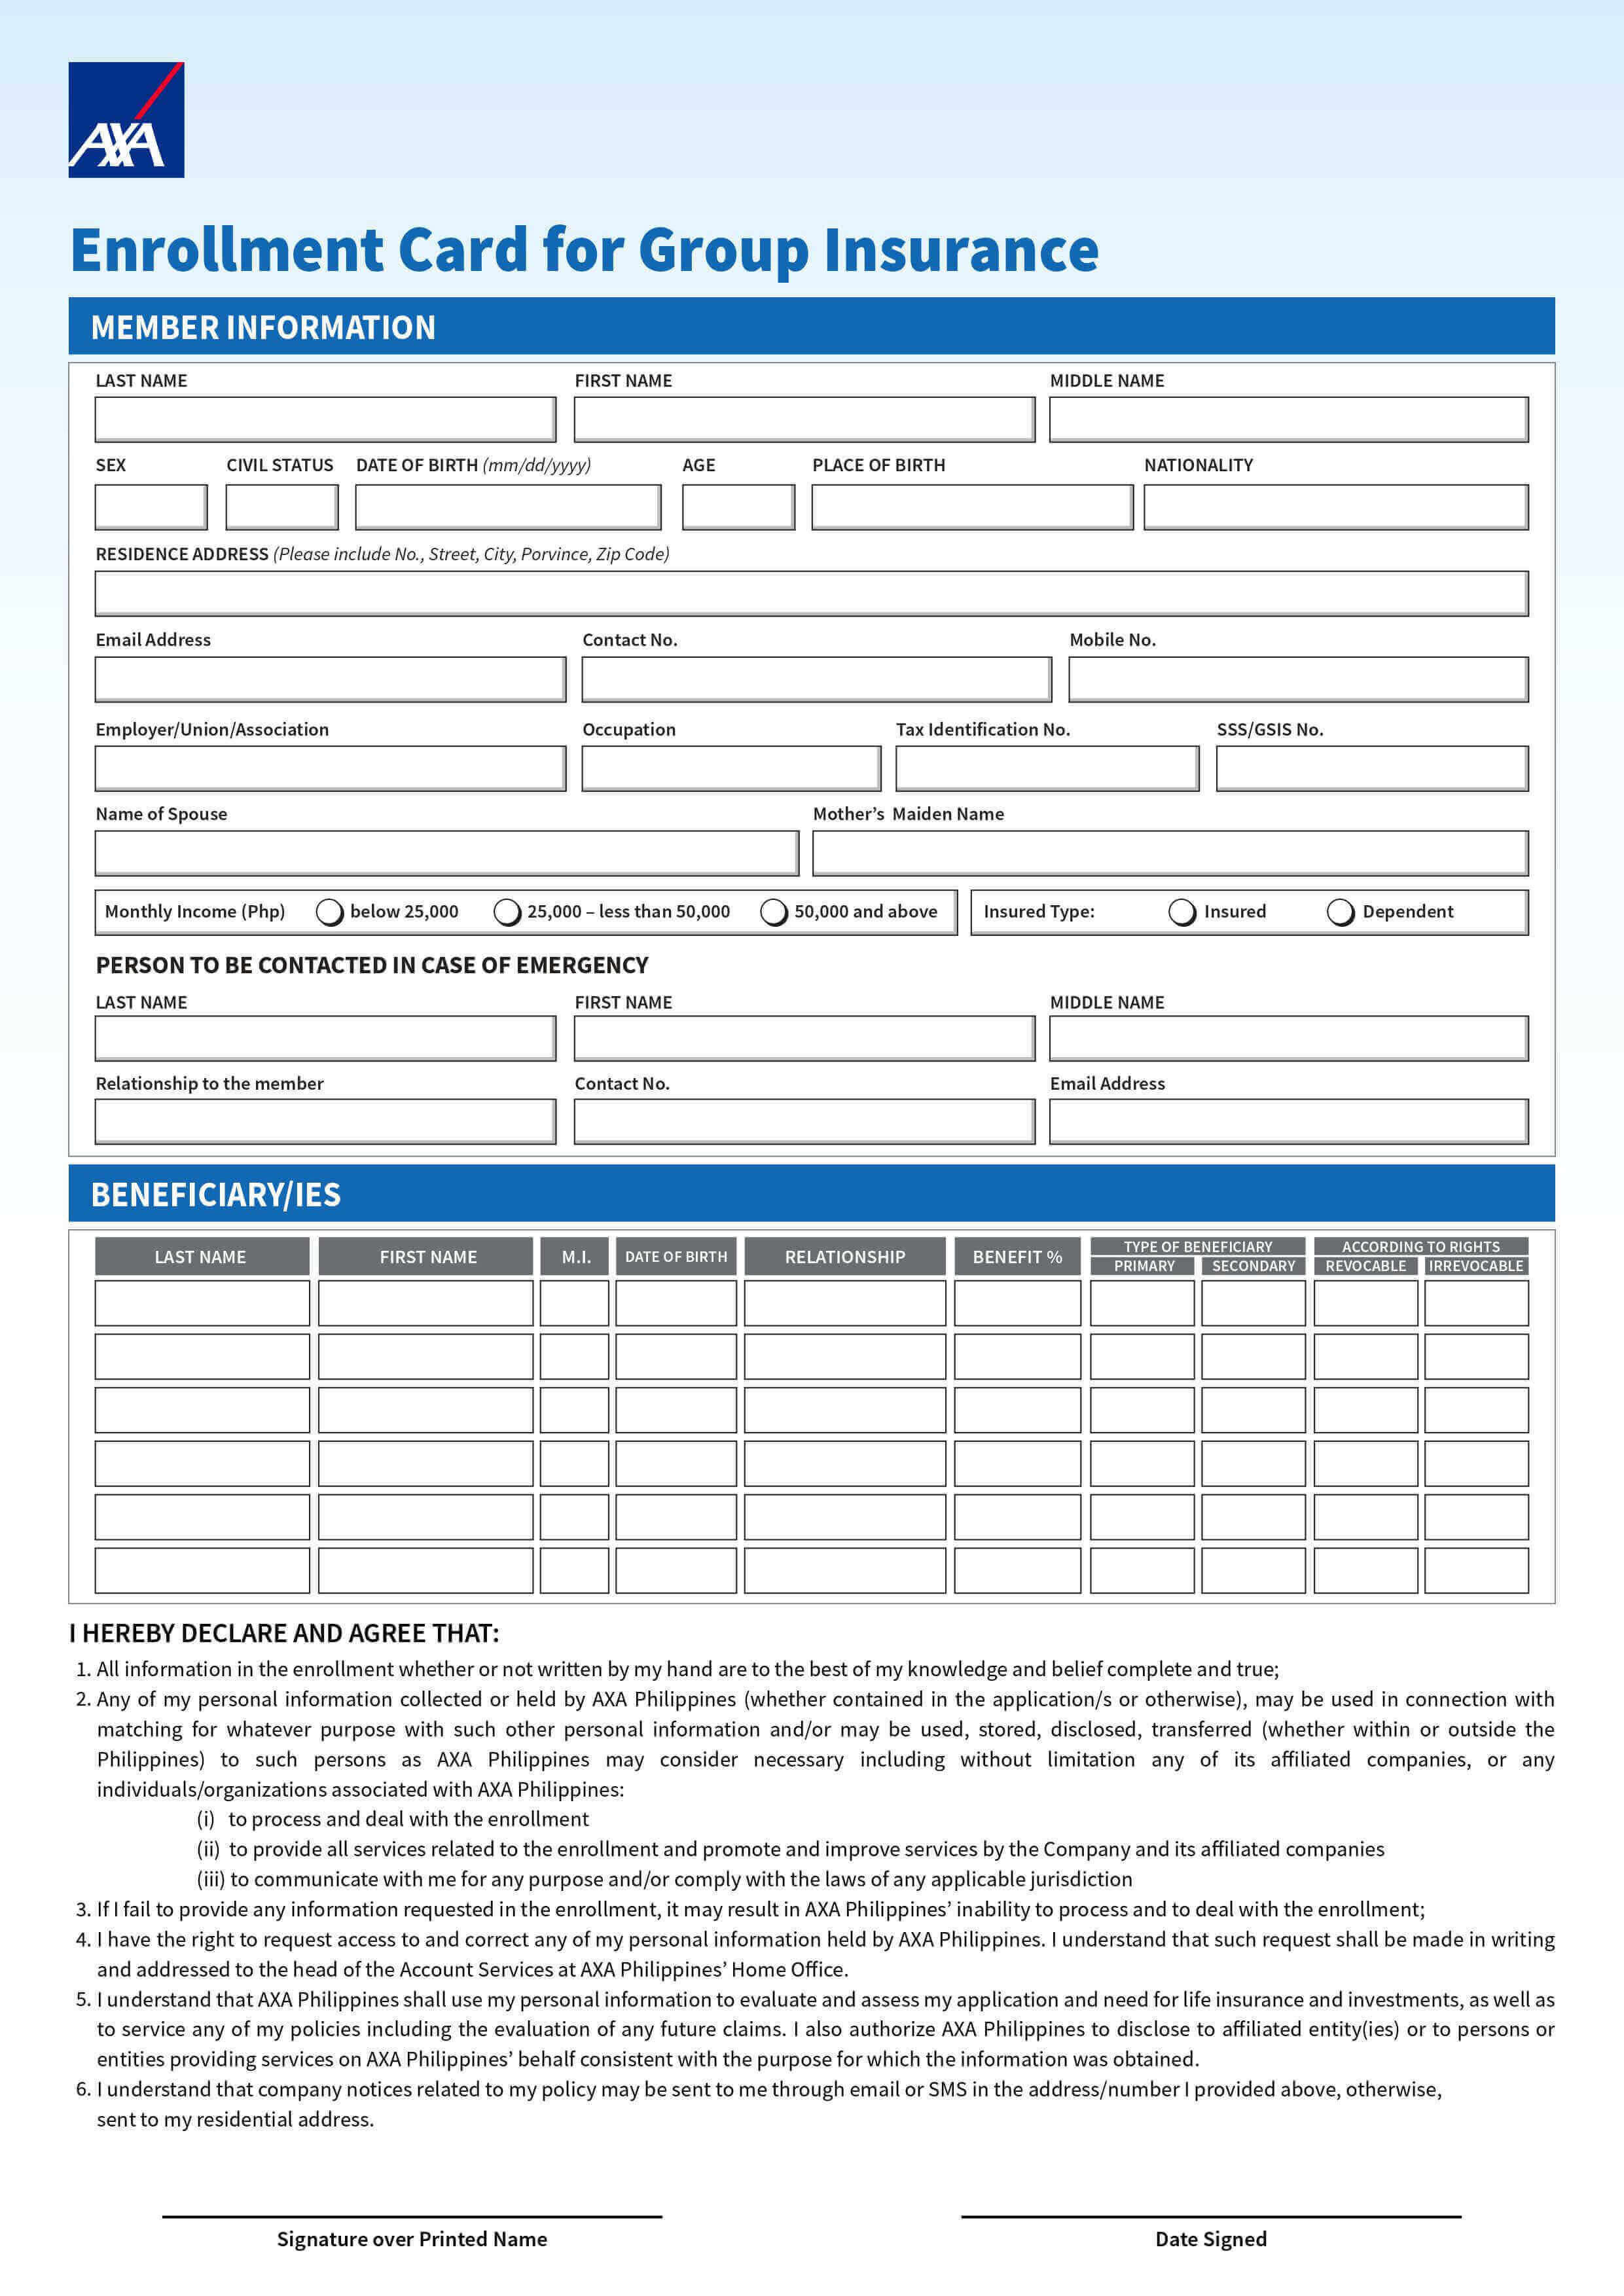 AXA
Enrollment Card for Group Insurance
MEMBER INFORMATION
LAST NAME FIRST NAME MIDDLE NAME
SEX CIVIL STATUS DATE OF BIRTH (mm/dd/yyyy) AGE PLACE OF BIRTH NATIONALITY
RESIDENCE ADDRESS (Please include No., Street, City, Porvince, Zip Code)
Email Address Contact No. Mobile No.
Employer/Union/Association Occupation Tax Identification No. SSS/GSIS No.
Name of Spouse Mother’s Maiden Name
Monthly Income (Php) below 25,000 25,000 – less than 50,000 50,000 and above Insured Type: Insured Dependent
PERSON TO BE CONTACTED IN CASE OF EMERGENCY
LAST NAME FIRST NAME MIDDLE NAME
Relationship to the member Contact No. Email Address
BENEFICIARY/IES
LAST NAME FIRST NAME M.I. DATE OF BIRTH RELATIONSHIP BENEFIT % TYPE OF BENEFICIARY ACCORDING TO RIGHTS
PRIMARY SECONDARY REVOCABLE IRREVOCABLE
I HEREBY DECLARE AND AGREE THAT:
1. All information in the enrollment whether or not written by my hand are to the best of my knowledge and belief complete and true;
2. Any of my personal information collected or held by AXA Philippines (whether contained in the application/s or otherwise), may be used in connection with
matching for whatever purpose with such other personal information and/or may be used, stored, disclosed, transferred (whether within or outside the
Philippines) to such persons as AXA Philippines may consider necessary including without limitation any of its affiliated companies, or any
individuals/organizations associated with AXA Philippines:
(i) to process and deal with the enrollment
(ii) to provide all services related to the enrollment and promote and improve services by the Company and its affiliated companies
(iii) to communicate with me for any purpose and/or comply with the laws of any applicable jurisdiction
3. If I fail to provide any information requested in the enrollment, it may result in AXA Philippines’ inability to process and to deal with the enrollment;
4. I have the right to request access to and correct any of my personal information held by AXA Philippines. I understand that such request shall be made in writing
and addressed to the head of the Account Services at AXA Philippines’ Home Office.
5. I understand that AXA Philippines shall use my personal information to evaluate and assess my application and need for life insurance and investments, as well as
to service any of my policies including the evaluation of any future claims. I also authorize AXA Philippines to disclose to affiliated entity(ies) or to persons or
entities providing services on AXA Philippines’ behalf consistent with the purpose for which the information was obtained.
6. I understand that company notices related to my policy may be sent to me through email or SMS in the address/number I provided above, otherwise,
sent to my residential address.
Signature over Printed Name Date Signed